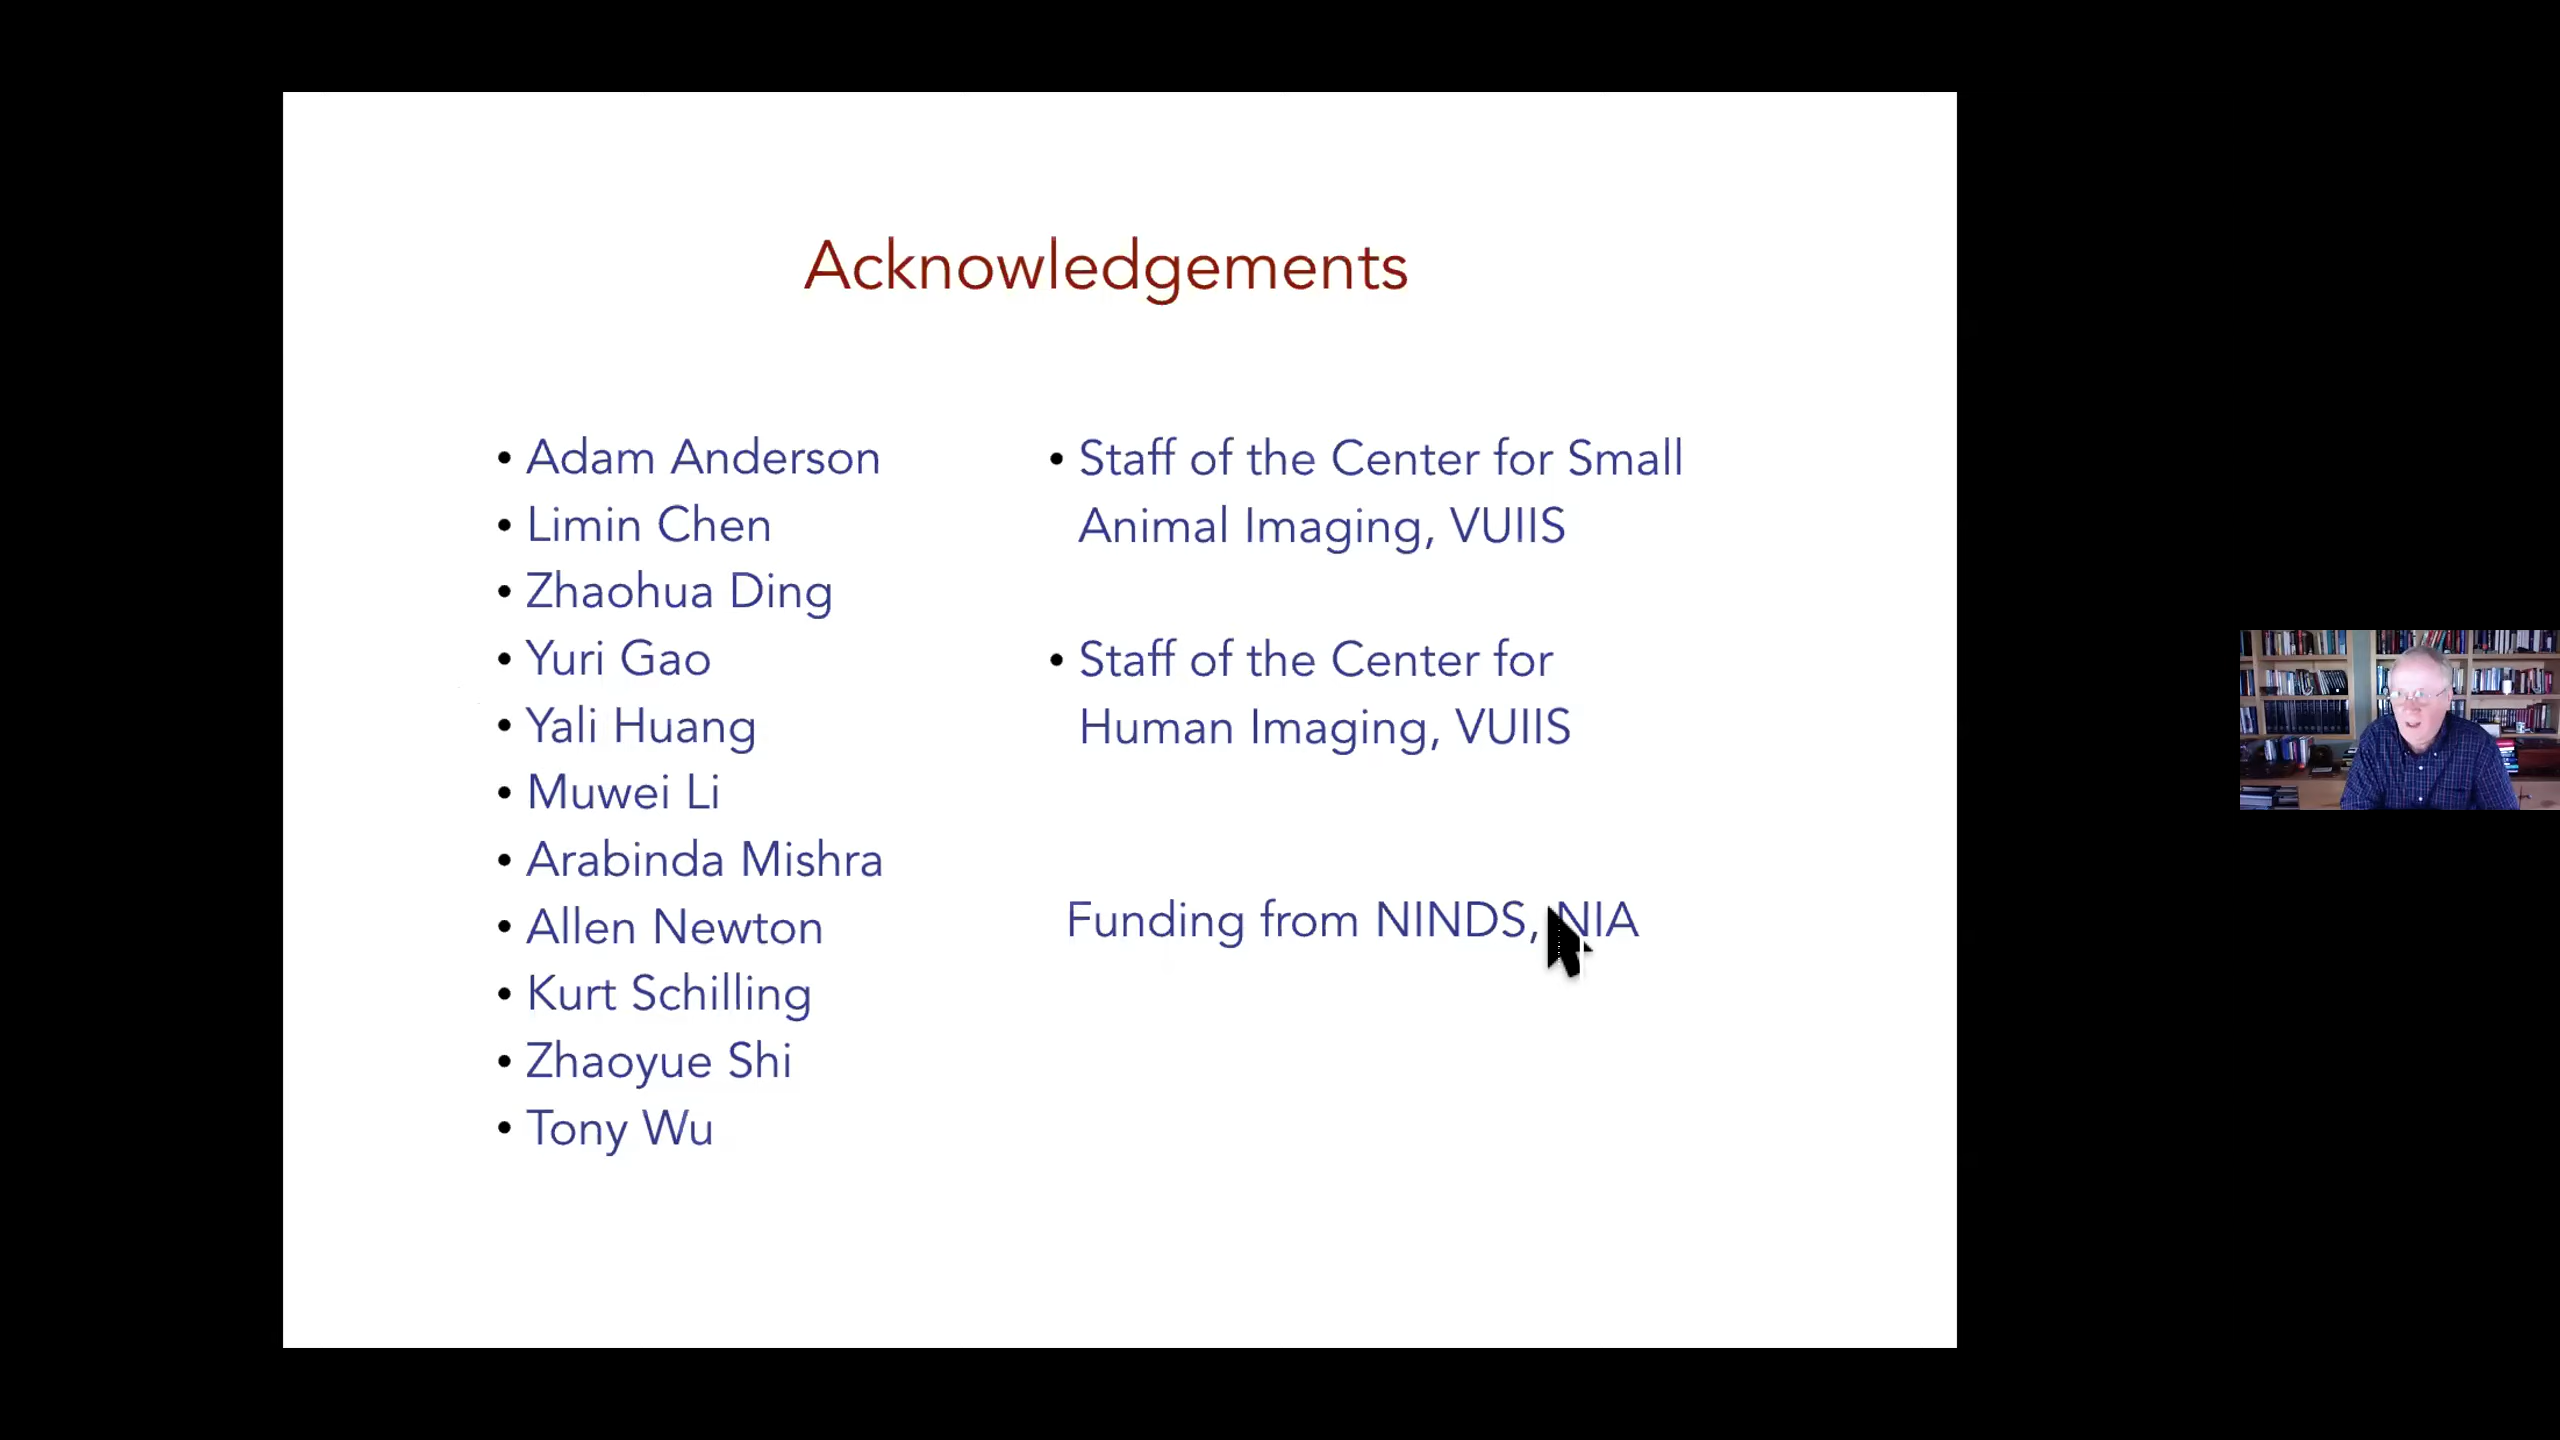 Acknowledgements
• Adam Anderson
• Limin Chen
• Zhaohua Ding
• Yuri Gao
• Yali Huang
• Muwei Li
• Arabinda Mishra
• Allen Newton
• Kurt Schilling
• Zhaoyue Shi
• Tony Wu
• Staff of the Center for Small
Animal Imaging, VUIIS
• Staff of the Center for
Human Imaging, VUIIS
Funding from NINDS, NIA